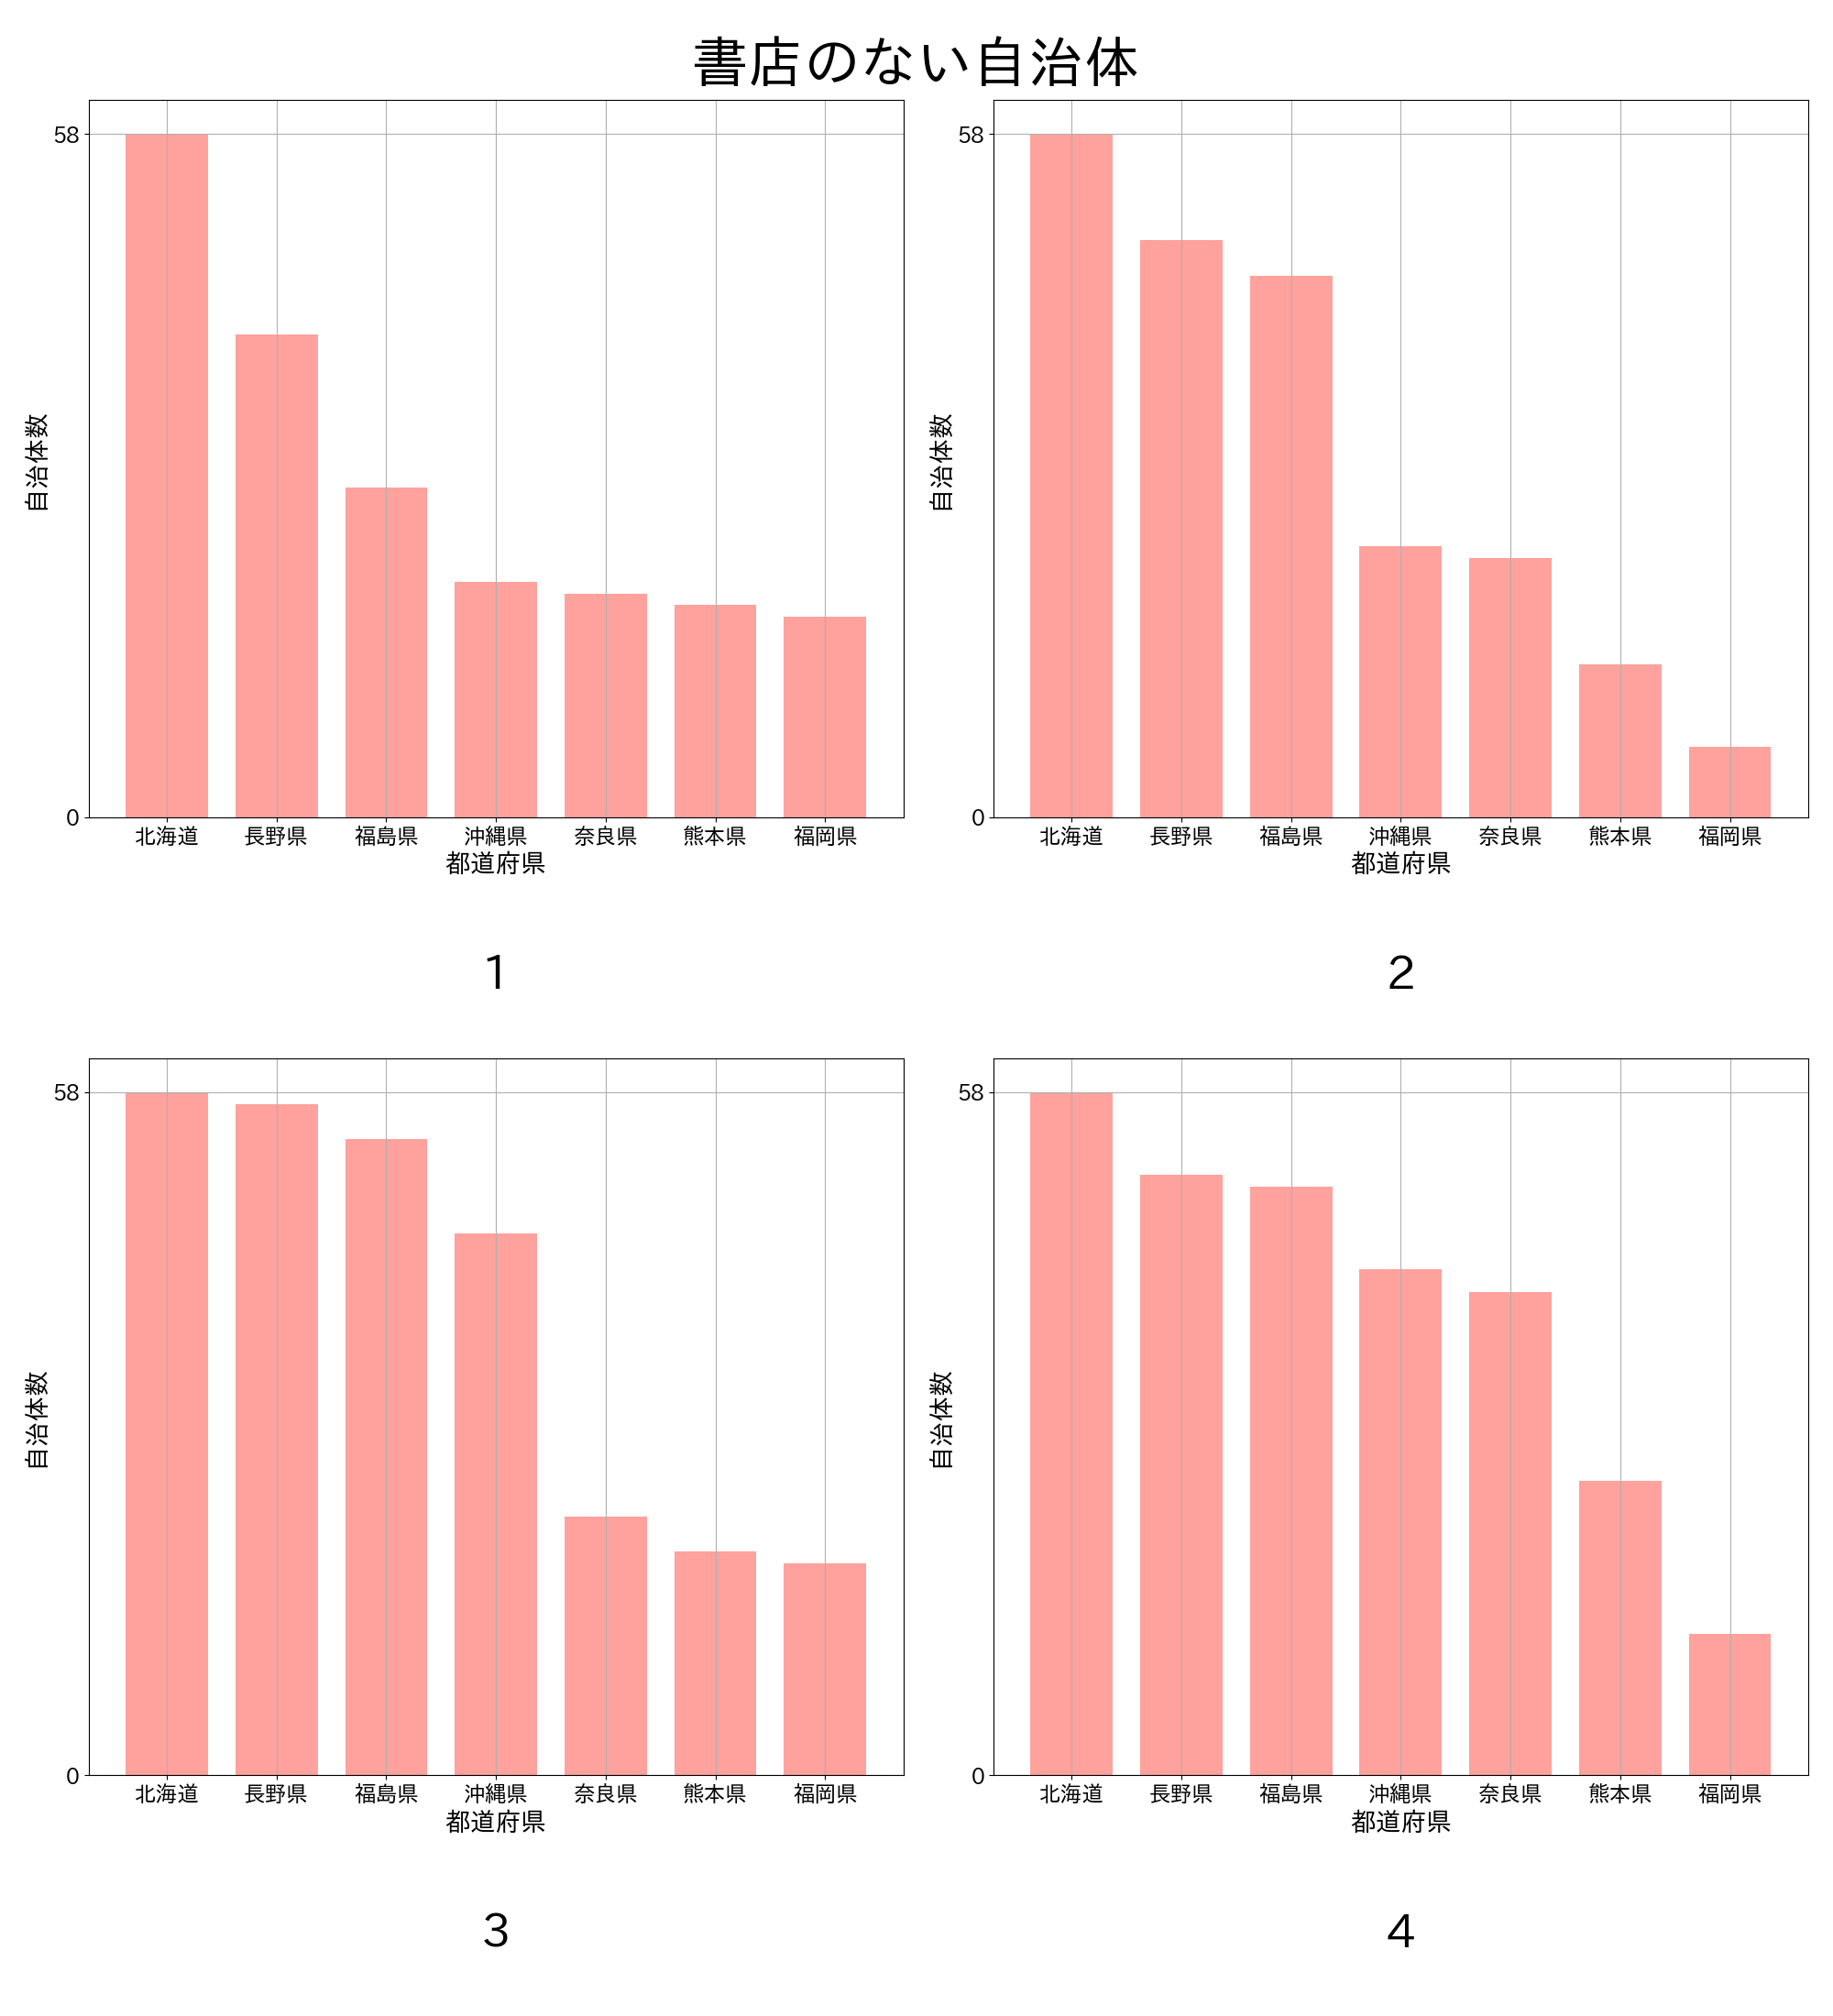 書店のない自治体
58
0
自治体数
北海道 長野県 福島県 沖縄県 奈良県 熊本県 福岡県
都道府県
1
58
0
自治体数
北海道 長野県 福島県 沖縄県 奈良県 熊本県 福岡県
都道府県
2
58
0
自治体数
北海道 長野県 福島県 沖縄県 奈良県 熊本県 福岡県
都道府県
3
58
0
自治体数
北海道 長野県 福島県 沖縄県 奈良県 熊本県 福岡県
都道府県
4